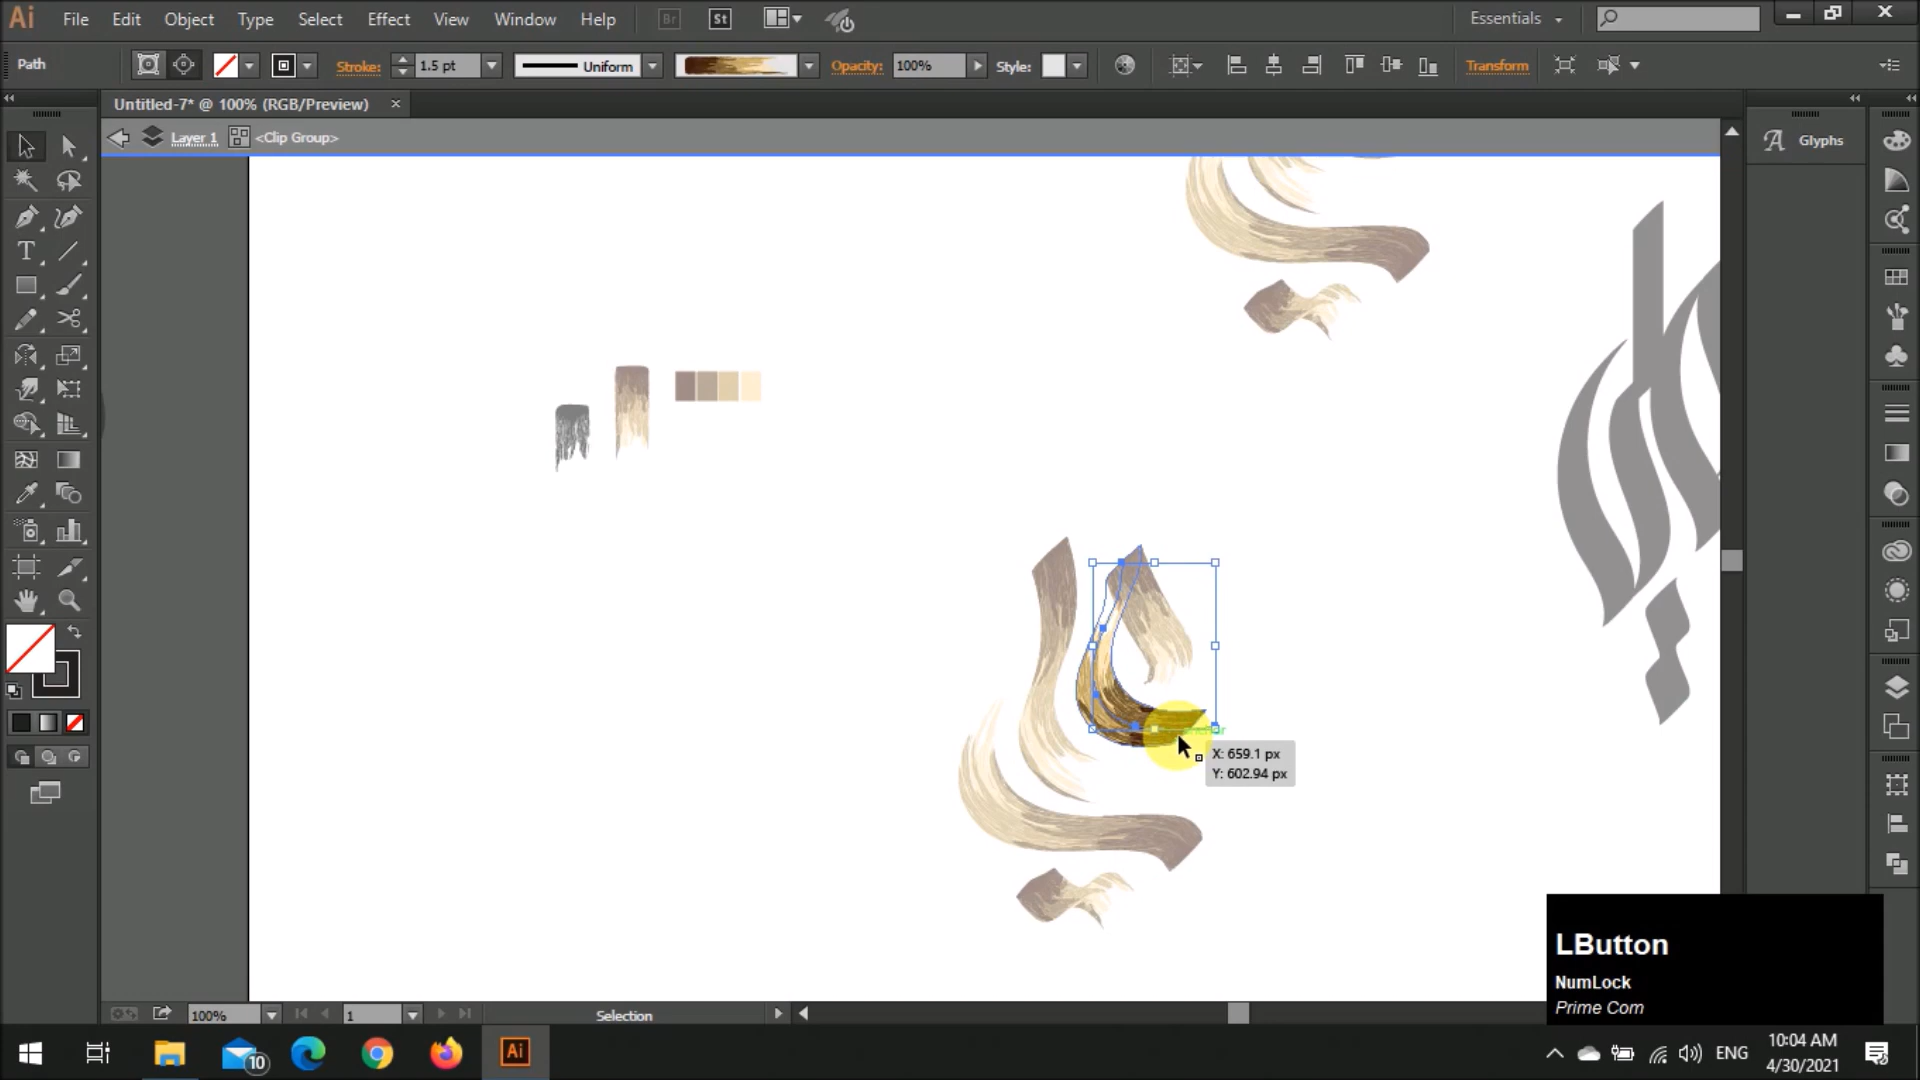 Ai File Edit Object Type Select Effect View Window Help Br St Essentials
Path Stroke: 1.5 pt Uniform Opacity: 100% Style: Transform
Untitled-7* @ 100% (RGB/Preview)
Layer 1 <Clip Group>
Glyphs
X: 659.1 px
Y: 602.94 px
LButton
NumLock
Prime Com
100% 1 Selection
10 Ai ENG
10:04 AM
4/30/2021